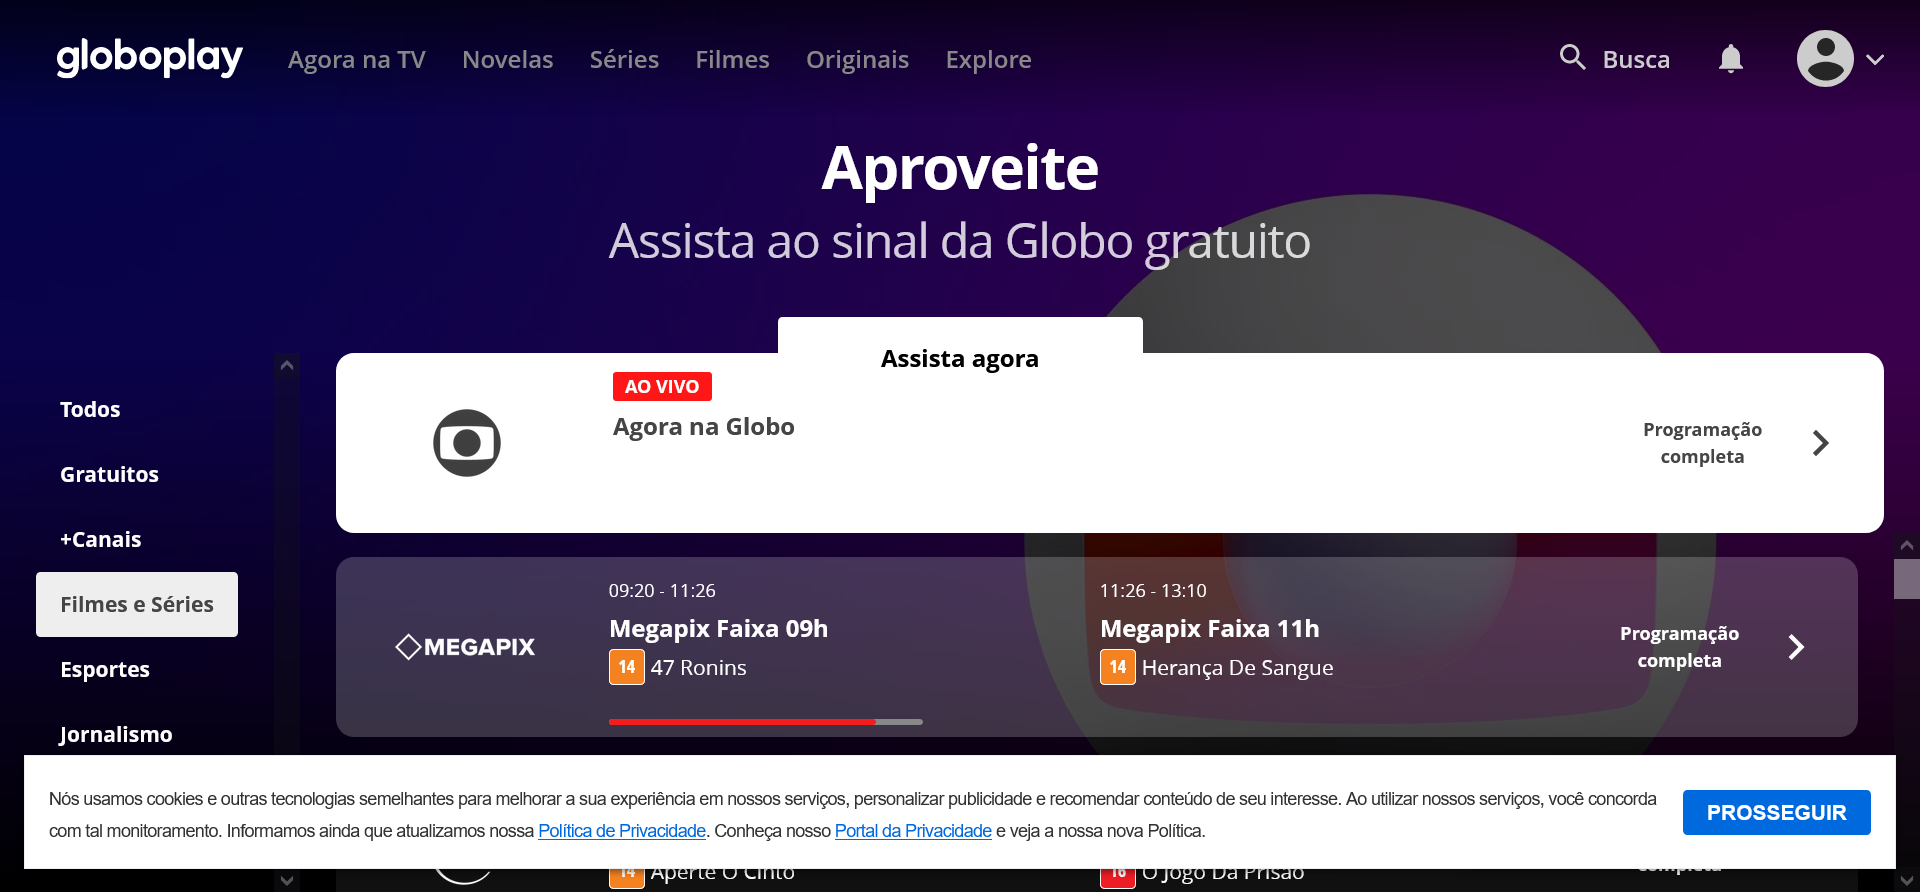 globoplay
Agora na TV
Novelas
Séries
Filmes
Originais
Explore
Busca
Aproveite
Assista ao sinal da Globo gratuito
Assista agora
Todos
Gratuitos
+Canais
Filmes e Séries
Esportes
Jornalismo
AO VIVO
Agora na Globo
Programação
completa
MEGAPIX
09:20 - 11:26
Megapix Faixa 09h
14 47 Ronins
11:26 - 13:10
Megapix Faixa 11h
14 Herança De Sangue
Programação
completa
Nós usamos cookies e outras tecnologias semelhantes para melhorar a sua experiência em nossos serviços, personalizar publicidade e recomendar conteúdo de seu interesse. Ao utilizar nossos serviços, você concorda
com tal monitoramento. Informamos ainda que atualizamos nossa Política de Privacidade. Conheça nosso Portal da Privacidade e veja a nossa nova Política.
PROSSEGUIR
14 Aperte O Cinto
16 O Jogo Da Prisão
completa